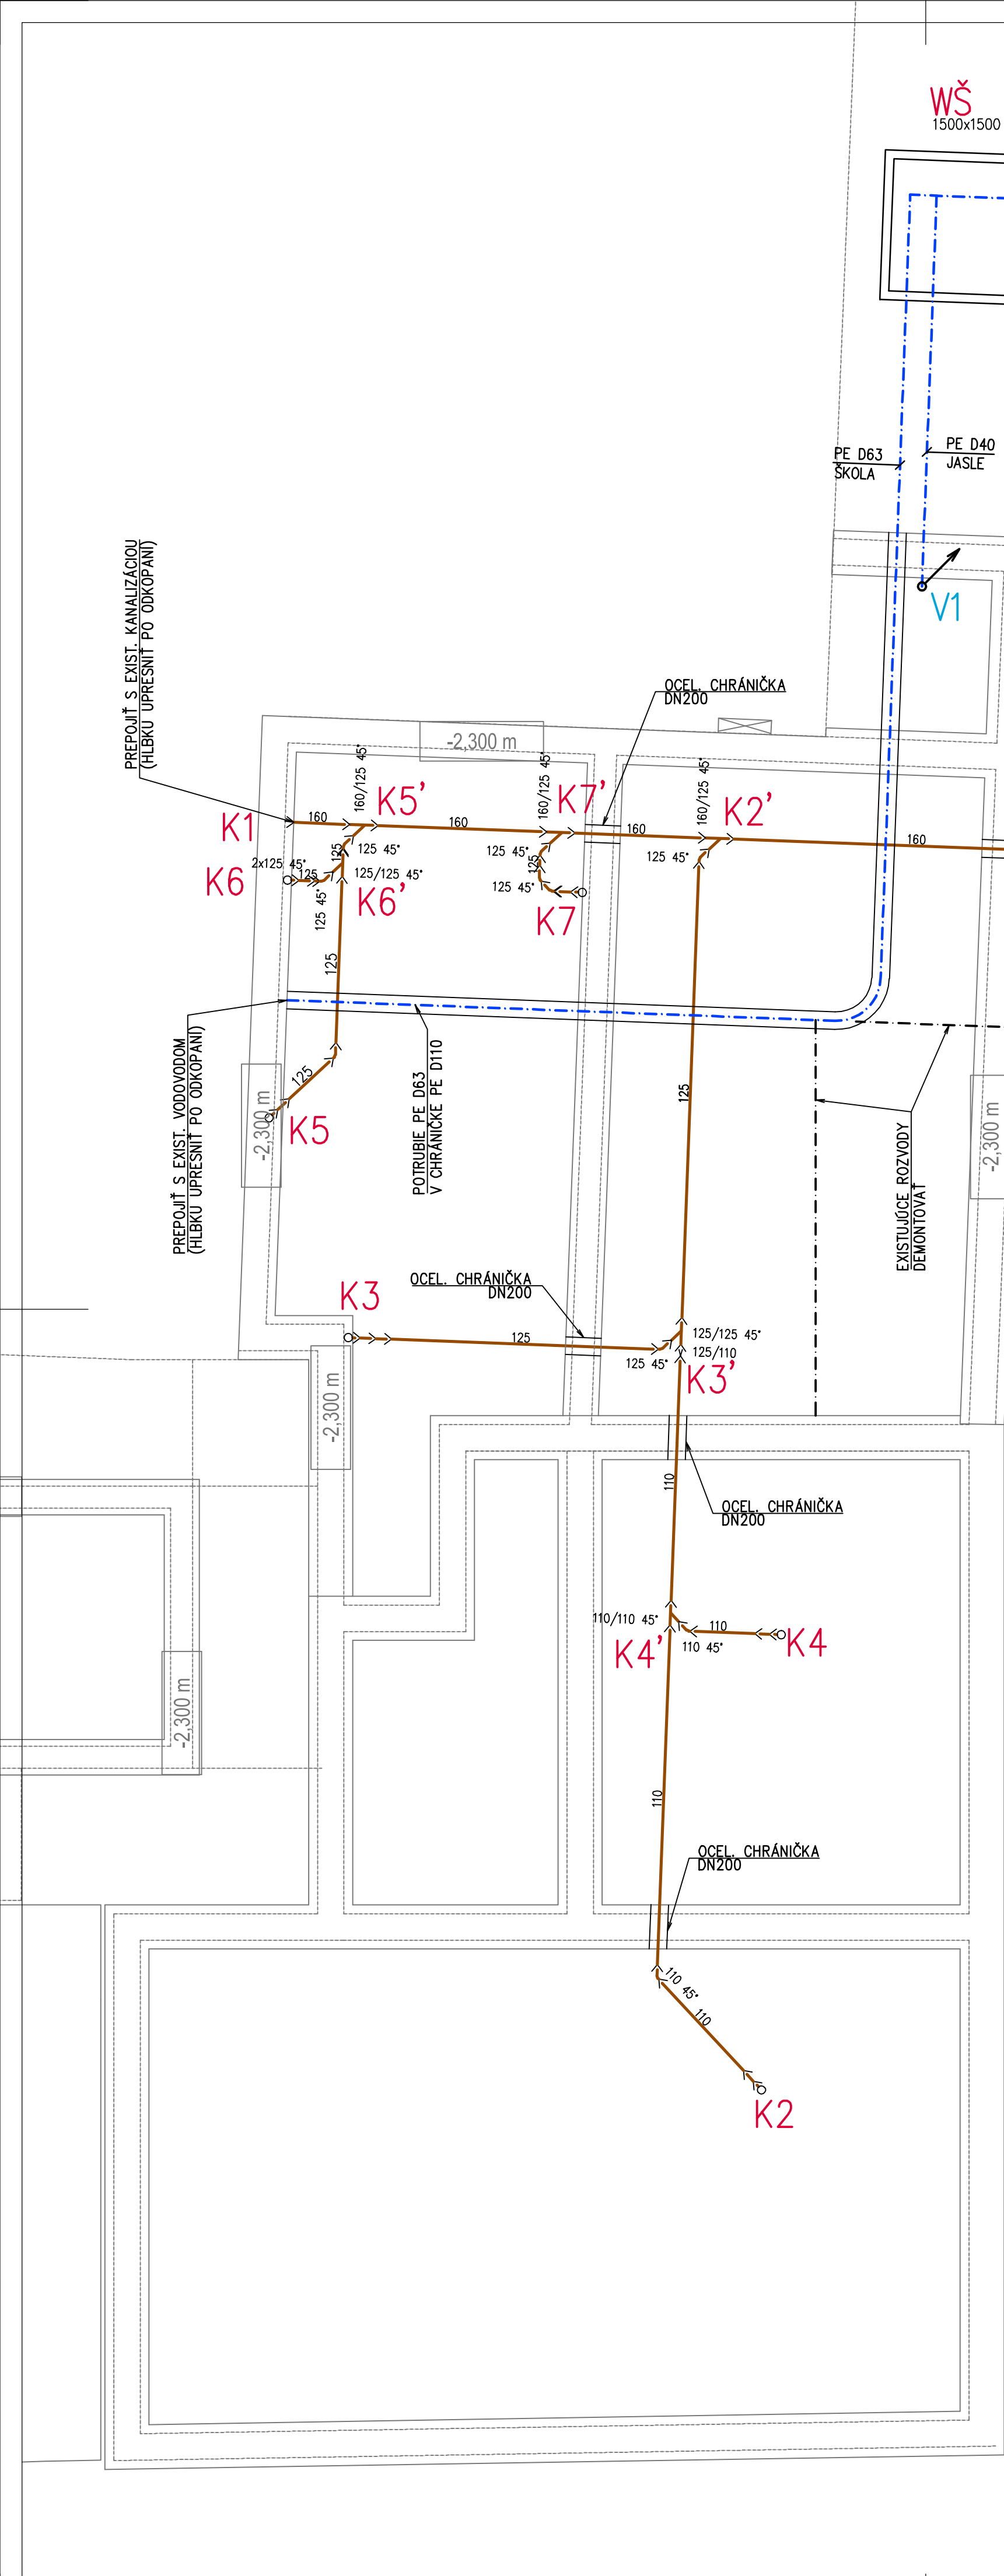 WŠ
1500x1500
PE D63
ŠKOLA
PE D40
JASLE
V1
PREPOJIŤ S EXIST. KANALIZÁCIOU
(HLBKU UPRESNIŤ PO ODKOPANÍ)
OCEL. CHRÁNIČKA
DN200
-2,300 m
160/125 45°
K5'
160/125 45°
K7'
160/125 45°
K2'
K1
160
160
160
160
125
125 45°
2x125 45°
125
125/125 45°
K6
K6'
125 45°
125 45°
125
125 45°
K7
125 45°
125
125
K5
-2,300 m
PREPOJIŤ S EXIST. VODOVODOM
(HLBKU UPRESNIŤ PO ODKOPANÍ)
POTRUBIE PE D63
V CHRÁNIČKE PE D110
125
EXISTUJÚCE ROZVODY
DEMONTOVAŤ
-2,300 m
OCEL. CHRÁNIČKA
DN200
K3
125
125 45°
125/125 45°
125/110
K3'
-2,300 m
110
OCEL. CHRÁNIČKA
DN200
110/110 45°
K4'
110
110 45°
K4
-2,300 m
110
OCEL. CHRÁNIČKA
DN200
110 45°
110
K2